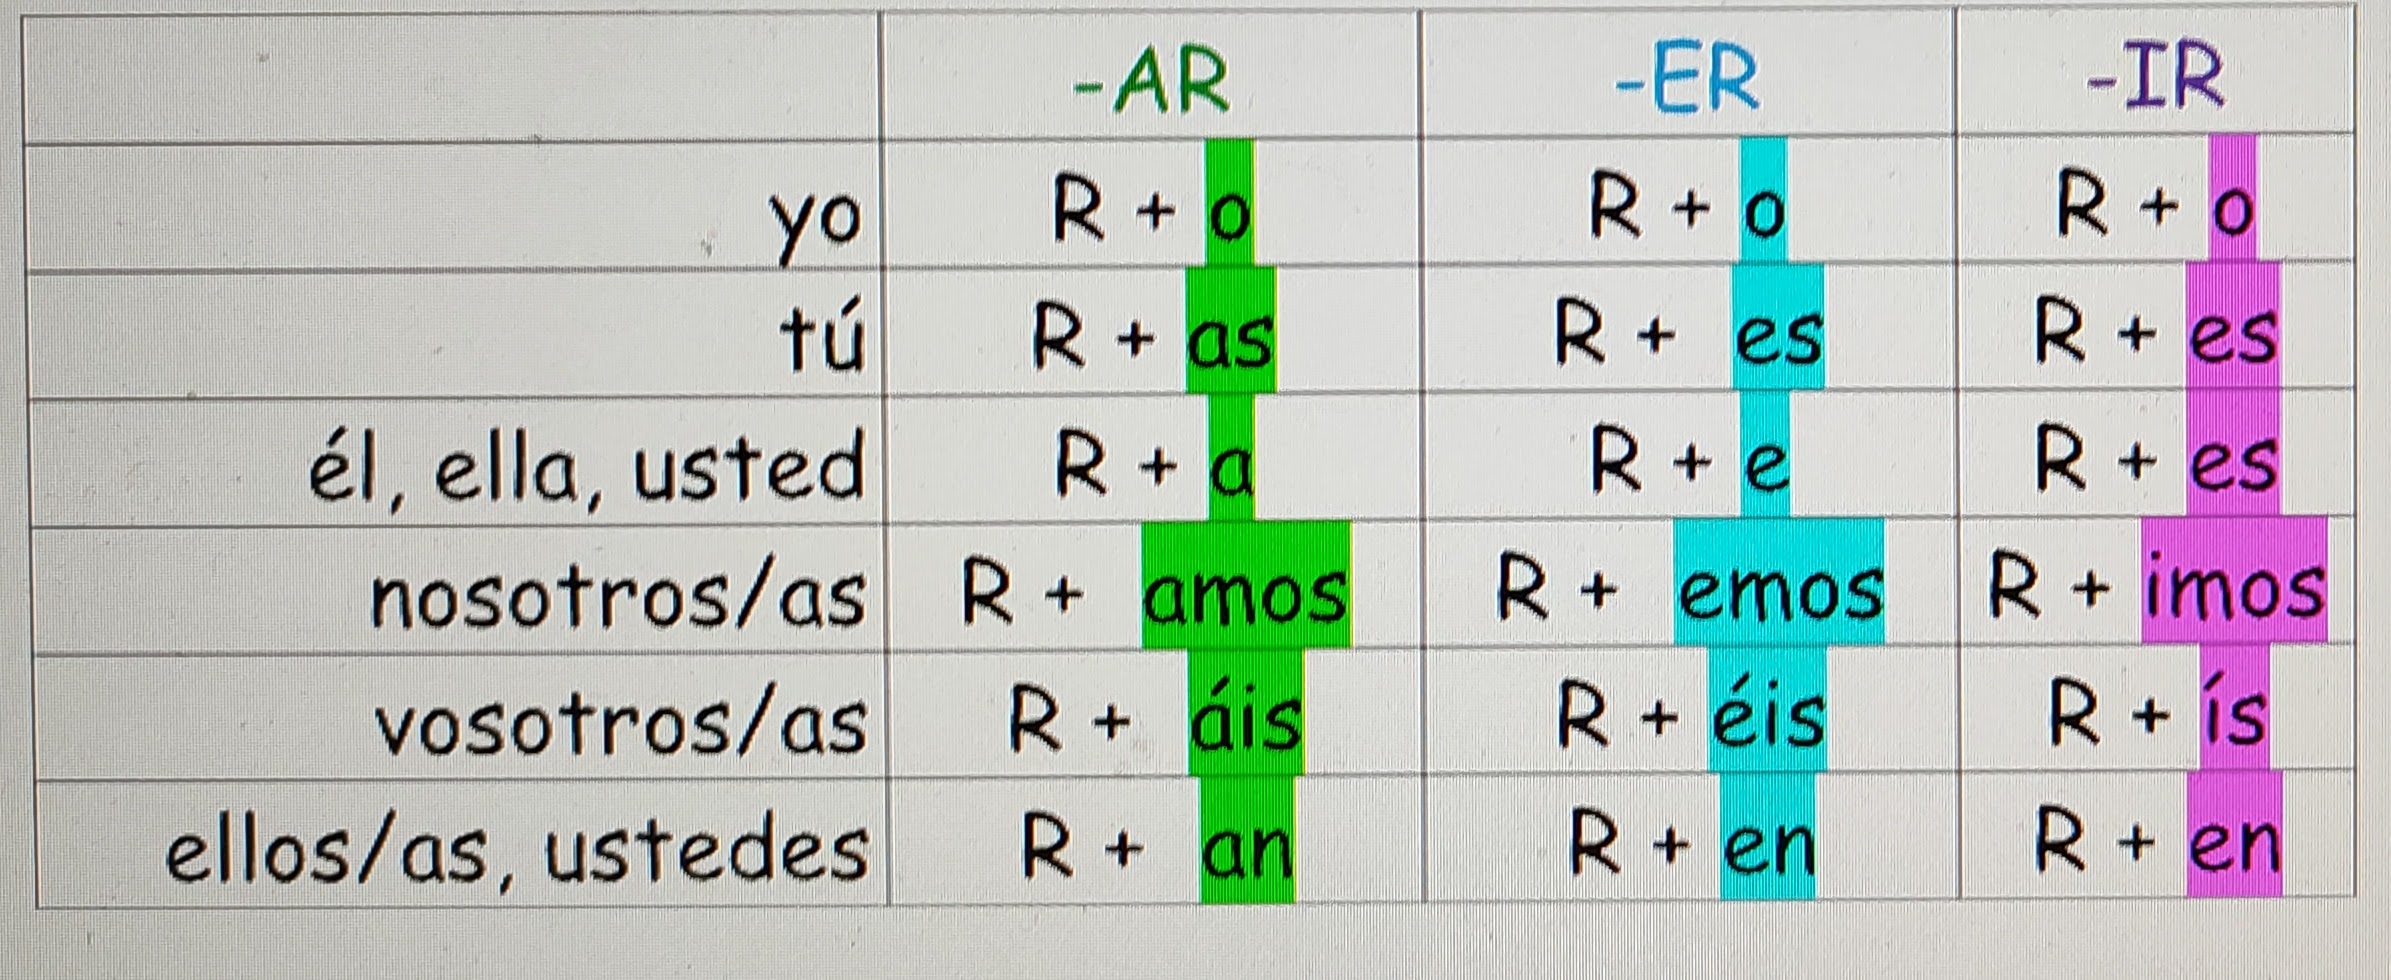 -AR -ER -IR
yo R + o R + o R + o
tú R + as R + es R + es
él, ella, usted R + a R + e R + es
nosotros/as R + amos R + emos R + imos
vosotros/as R + áis R + éis R + ís
ellos/as, ustedes R + an R + en R + en